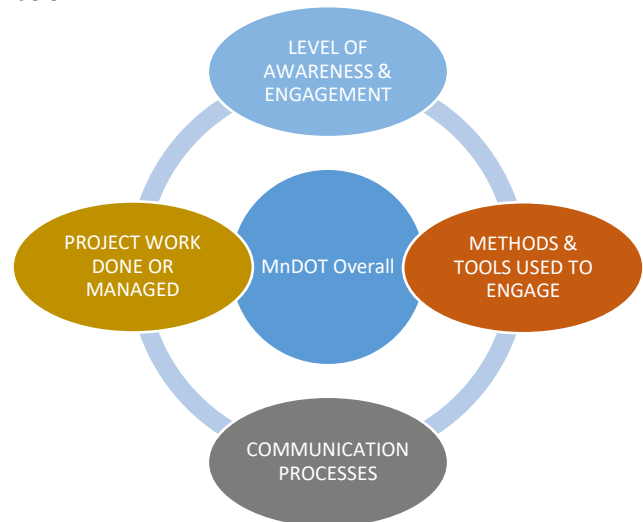 LEVEL OF
AWARENESS &
ENGAGEMENT
PROJECT WORK
DONE OR
MANAGED
MnDOT Overall
METHODS &
TOOLS USED TO
ENGAGE
COMMUNICATION
PROCESSES